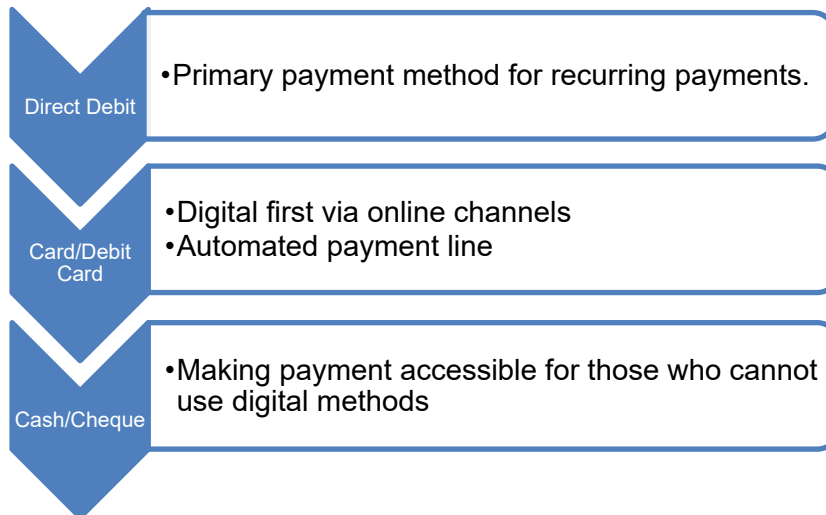 Direct Debit
•Primary payment method for recurring payments.
Card/Debit
Card
•Digital first via online channels
•Automated payment line
Cash/Cheque
•Making payment accessible for those who cannot
use digital methods